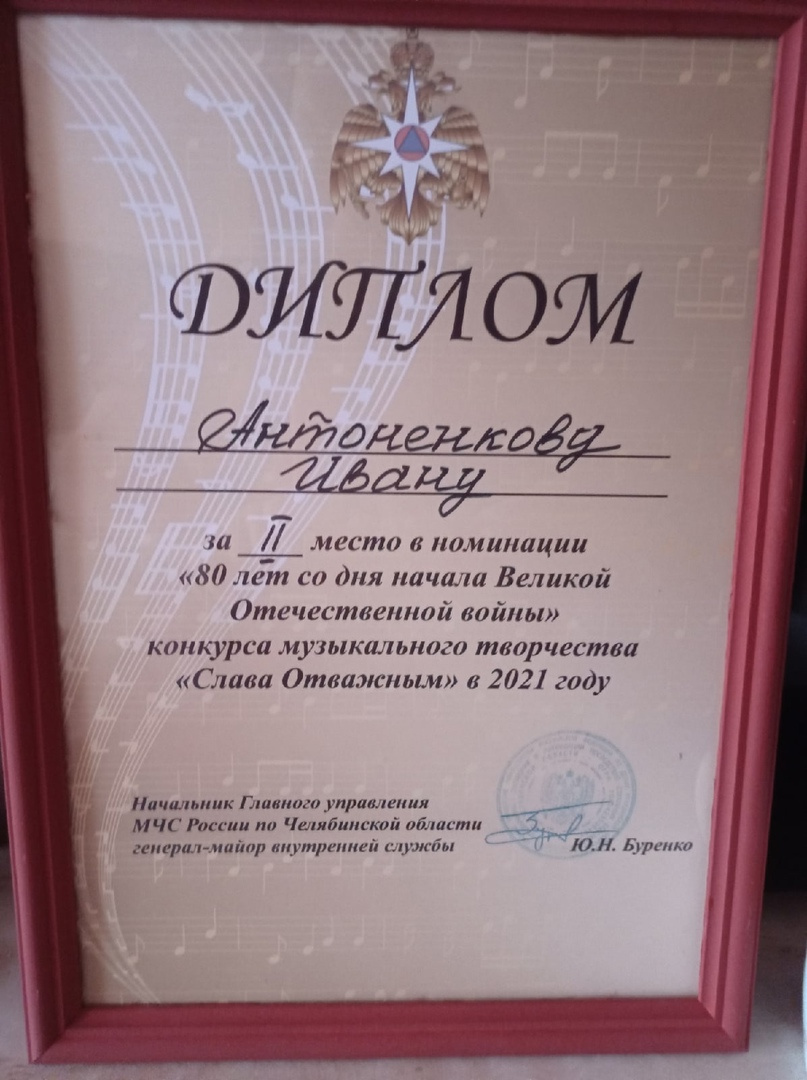 ДИПЛОМ
Антоненкову
Ивану
за II место в номинации
«80 лет со дня начала Великой
Отечественной войны»
конкурса музыкального творчества
«Слава Отважным» в 2021 году
Начальник Главного управления
МЧС России по Челябинской области
генерал-майор внутренней службы Ю.Н. Буренко